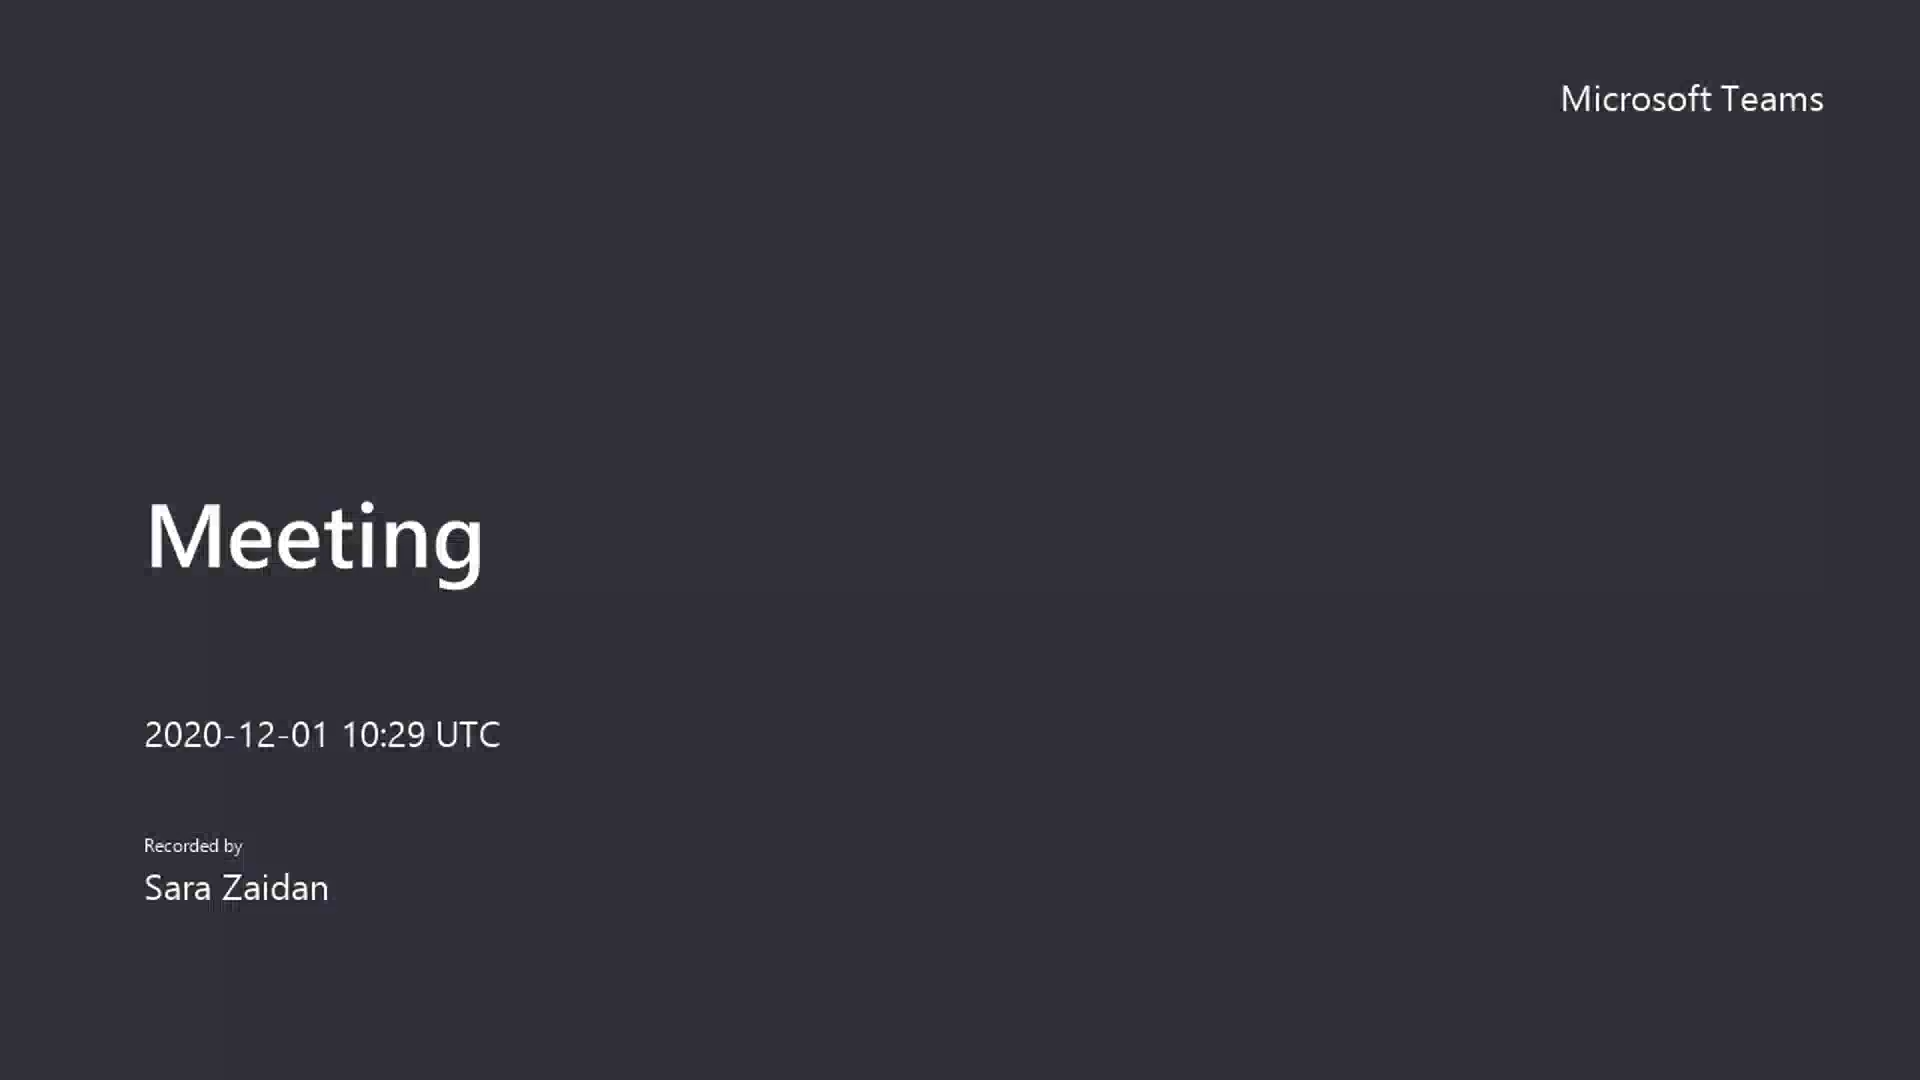 Microsoft Teams
Meeting
2020-12-01 10:29 UTC
Recorded by
Sara Zaidan